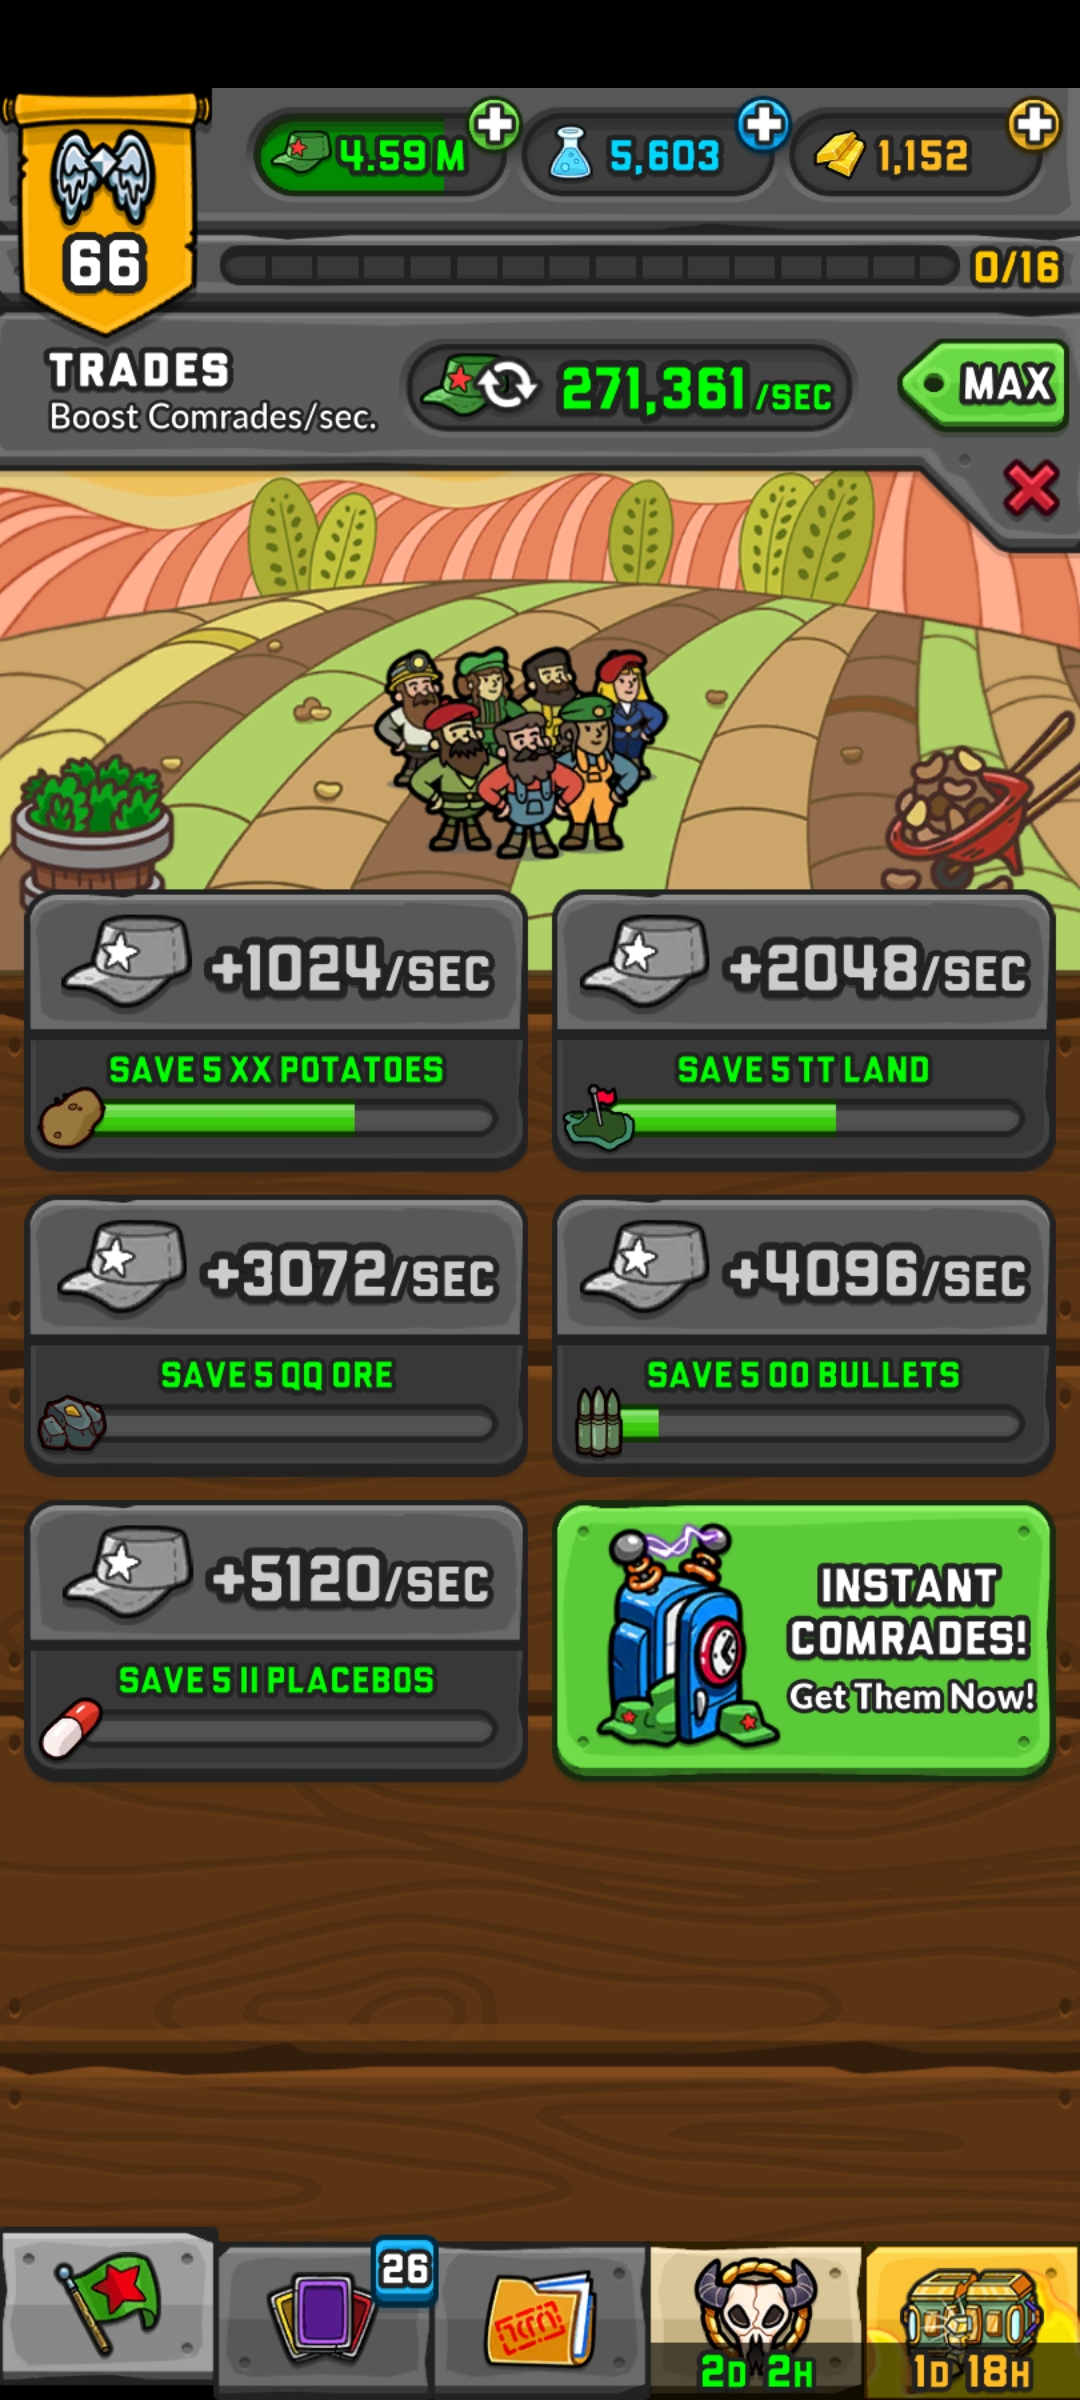 4.59 M
5,603
1,152
66
0/16
TRADES
Boost Comrades/sec.
271,361/SEC
MAX
+1024/SEC
+2048/SEC
SAVE 5 XX POTATOES
SAVE 5 TT LAND
+3072/SEC
+4096/SEC
SAVE 5 QQ ORE
SAVE 5 OO BULLETS
+5120/SEC
INSTANT
COMRADES!
Get Them Now!
SAVE 5 II PLACEBOS
26
2D 2H
1D 18H